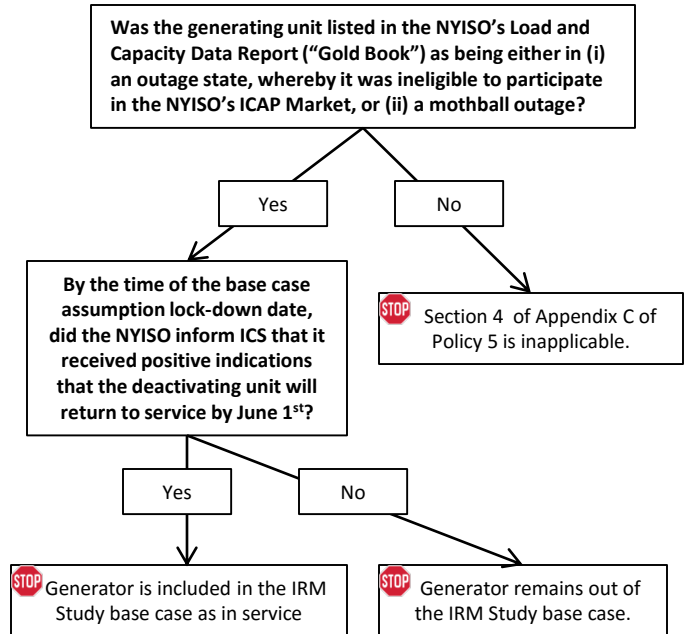 Was the generating unit listed in the NYISO's Load and
Capacity Data Report ("Gold Book") as being either in (i)
an outage state, whereby it was ineligible to participate
in the NYISO's ICAP Market, or (ii) a mothball outage?
Yes
No
By the time of the base case
assumption lock-down date,
did the NYISO inform ICS that it
received positive indications
that the deactivating unit will
return to service by June 1st?
STOP
Section 4 of Appendix C of
Policy 5 is inapplicable.
Yes
No
STOP
Generator is included in the IRM
Study base case as in service
STOP
Generator remains out of
the IRM Study base case.